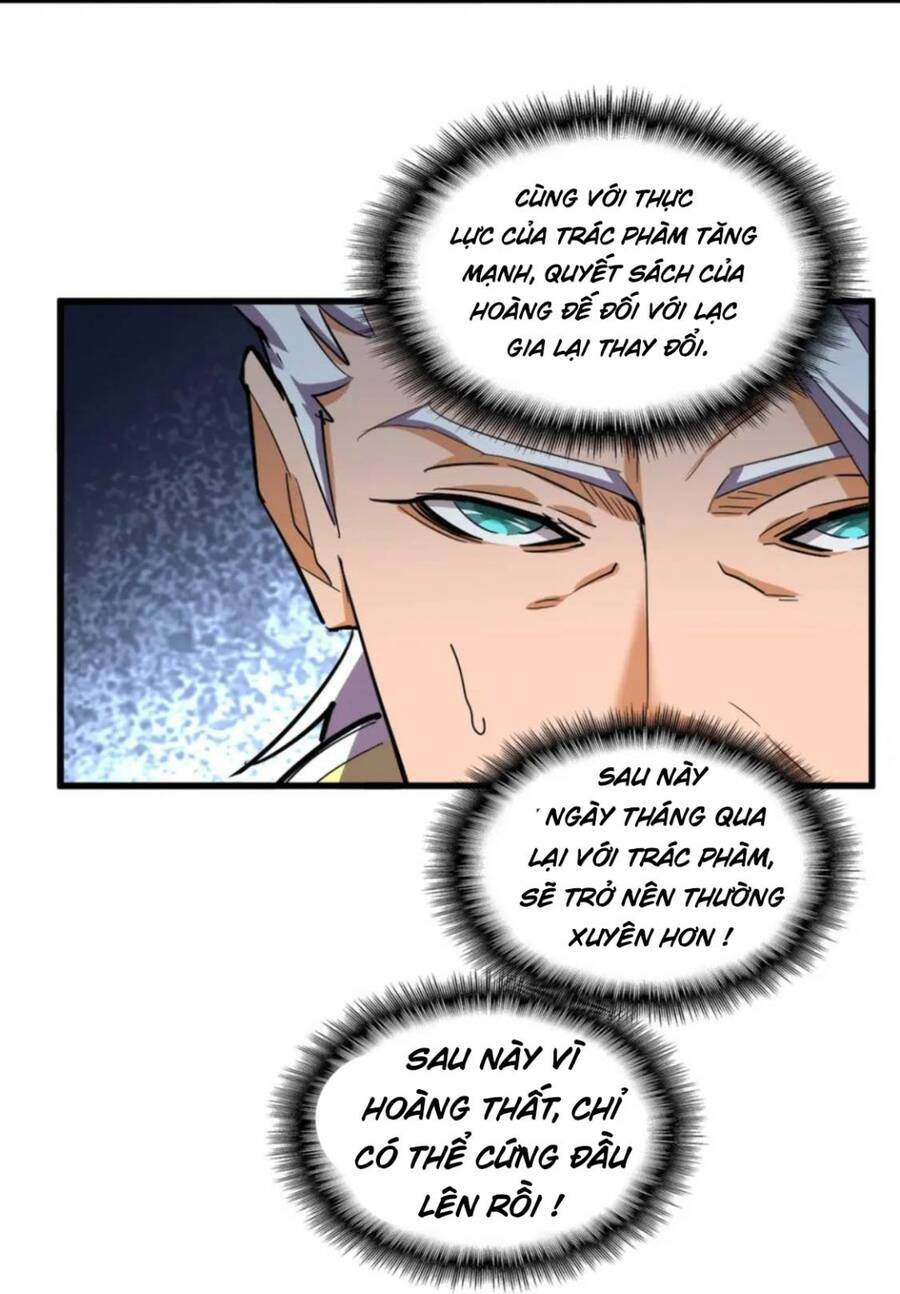 CÙNG VỚI THỰC
LỰC CỦA TRÁC PHÀM TĂNG
MẠNH, QUYẾT SÁCH CỦA
HOÀNG ĐẾ ĐỐI VỚI LẠC
GIA LẠI THAY ĐỔI.
SAU NÀY
NGÀY THÁNG QUA
LẠI VỚI TRÁC PHÀM,
SẼ TRỞ NÊN THƯỜNG
XUYÊN HƠN !
SAU NÀY VÌ
HOÀNG THẤT, CHỈ
CÓ THỂ CỨNG ĐẦU
LÊN RỒI !